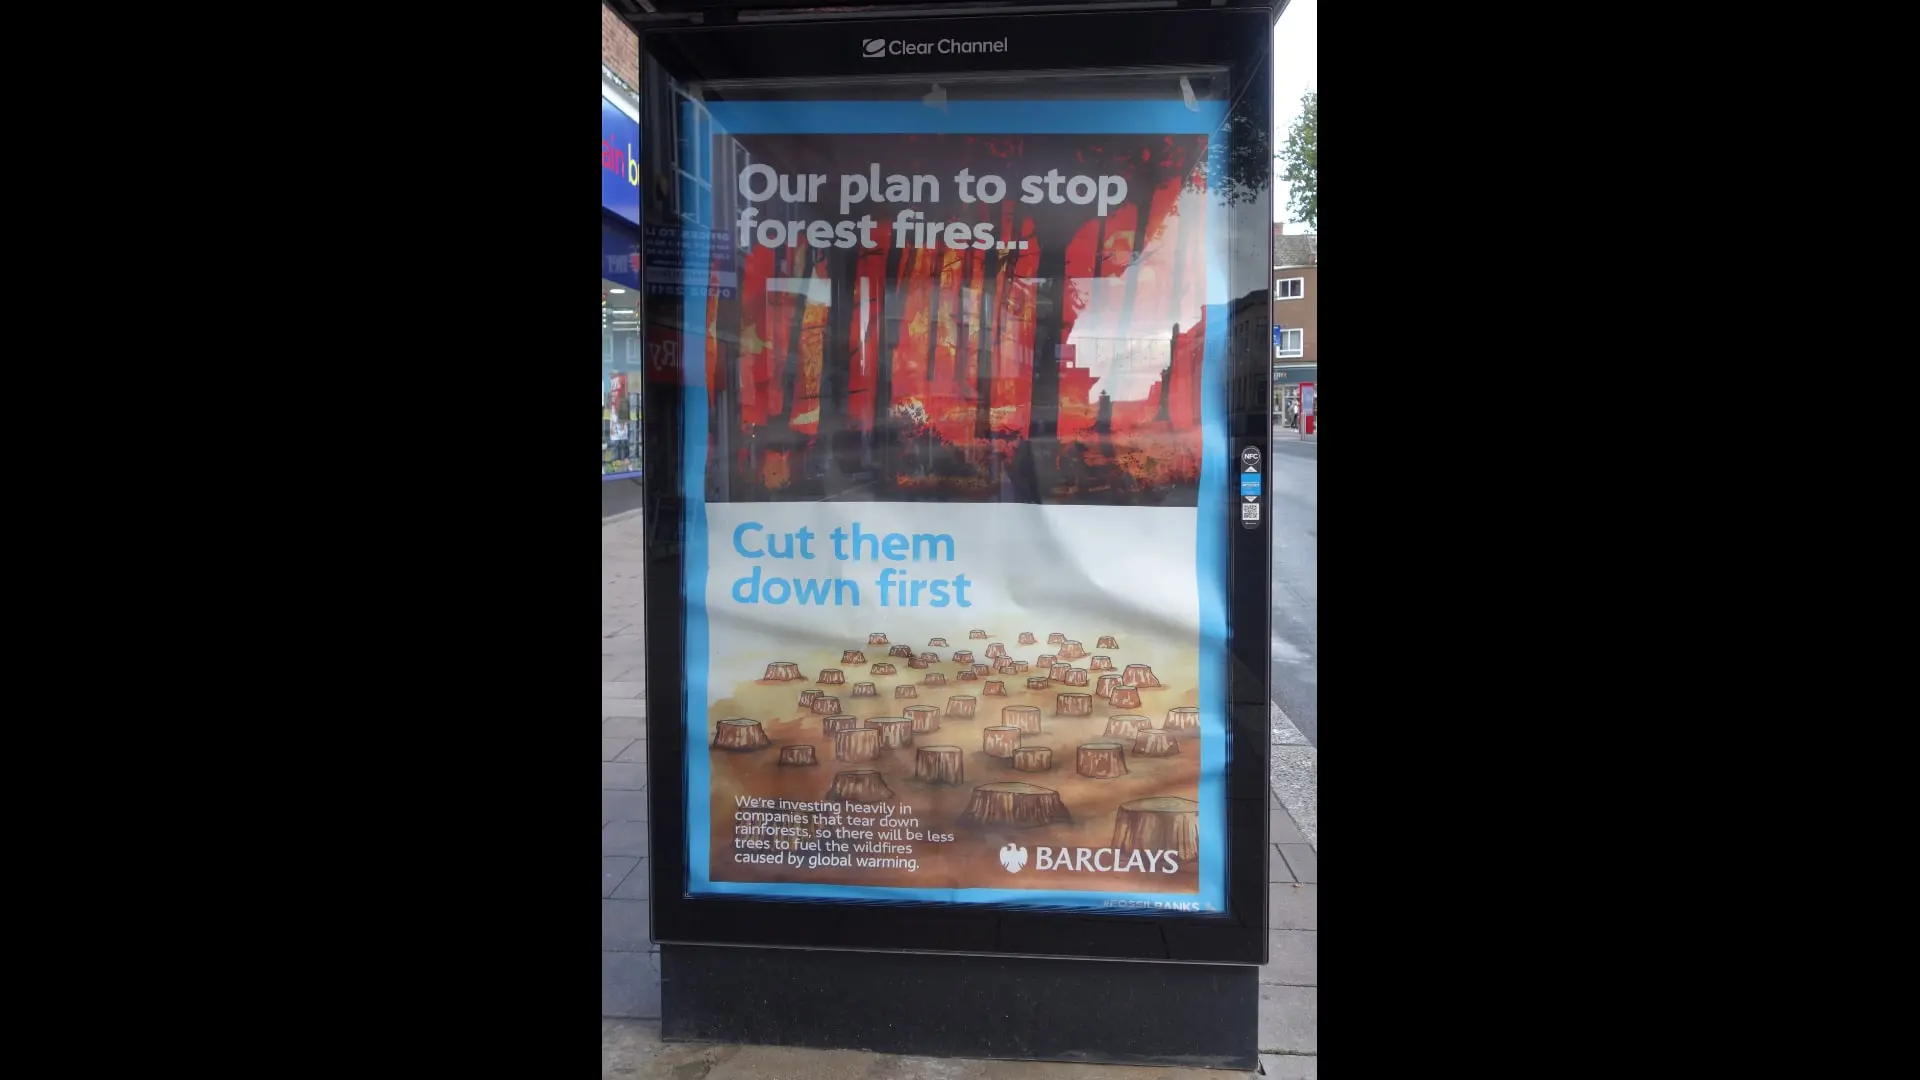 Clear Channel
ain b
Our plan to stop
forest fires...
NFC
Cut them
down first
We're investing heavily in
companies that tear down
rainforests, so there will be less
trees to fuel the wildfires
caused by global warming.
BARCLAYS
#FOSSILBANKS